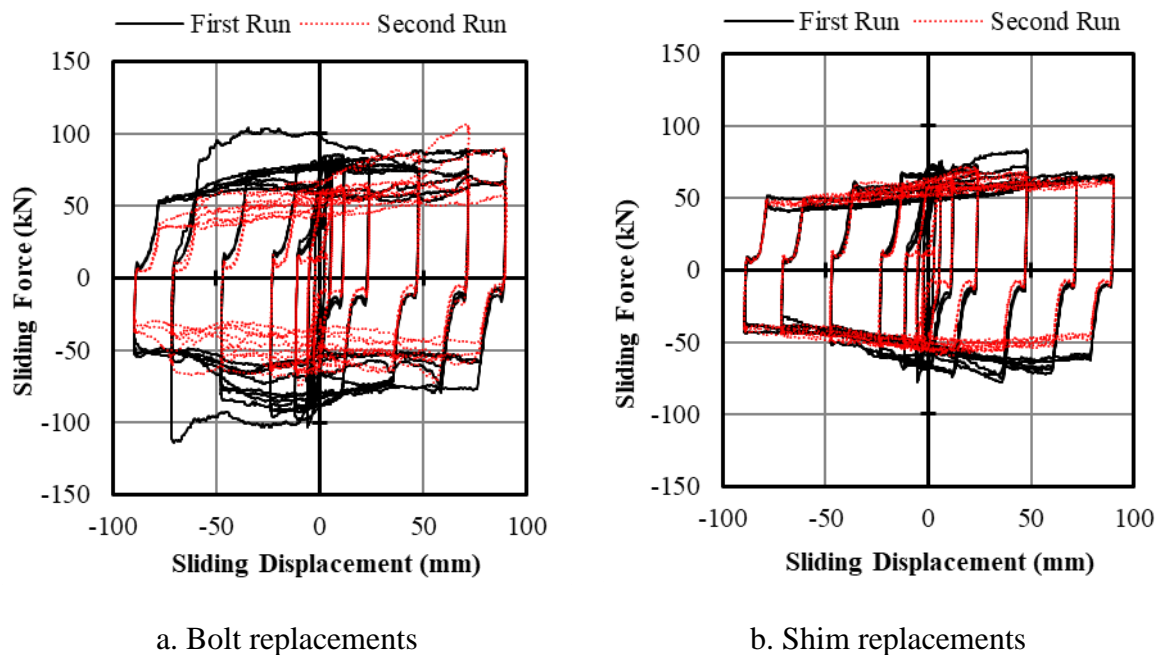 First Run Second Run
150
100
50
0
-50
-100
-150
-100 -50 0 50 100
Sliding Force (kN)
Sliding Displacement (mm)
a. Bolt replacements
First Run Second Run
150
100
50
0
-50
-100
-150
-100 -50 0 50 100
Sliding Force (kN)
Sliding Displacement (mm)
b. Shim replacements